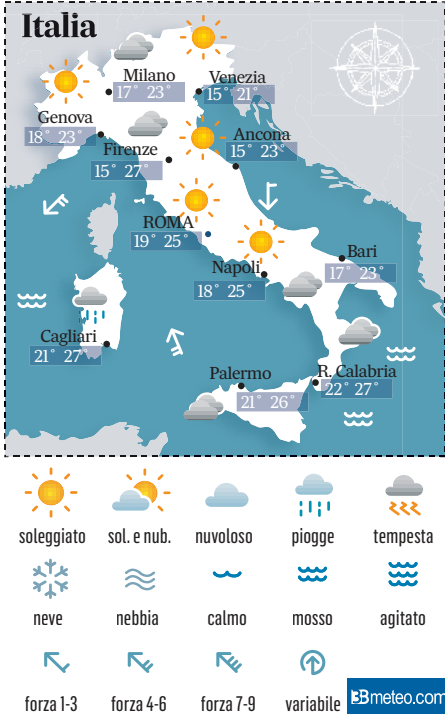 Italia
Milano
17° 23°
Venezia
15° 21°
Genova
18° 23°
Firenze
15° 27°
Ancona
15° 23°
ROMA
19° 25°
Napoli
18° 25°
Bari
17° 23°
Cagliari
21° 27°
Palermo
21° 26°
R. Calabria
22° 27°
soleggiato sol. e nub. nuvoloso piogge tempesta
neve nebbia calmo mosso agitato
forza 1-3 forza 4-6 forza 7-9 variabile
3Bmeteo.com